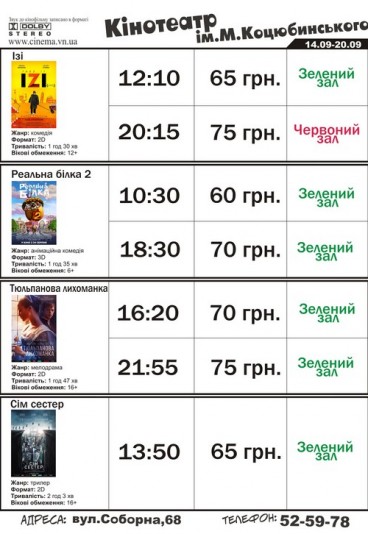 Звук до кінофільму записано в форматі
DOLBY
STEREO
www.cinema.vn.ua
Кінотеатр
ім.М.Коцюбинського
14.09-20.09
Ізі
ІЗІ
Жанр: комедія
Формат: 2D
Тривалість: 1 год 30 хв
Вікові обмеження: 12+
12:10 65 грн. Зелений зал
20:15 75 грн. Червоний зал
Реальна білка 2
Жанр: анімаційна комедія
Формат: 3D
Тривалість: 1 год 35 хв
Вікові обмеження: 6+
10:30 60 грн. Зелений зал
18:30 70 грн. Зелений зал
Тюльпанова лихоманка
Жанр: мелодрама
Формат: 2D
Тривалість: 1 год 47 хв
Вікові обмеження: 16+
16:20 70 грн. Зелений зал
21:55 75 грн. Зелений зал
Сім сестер
СІМ СЕСТЕР
Жанр: трилер
Формат: 2D
Тривалість: 2 год 3 хв
Вікові обмеження: 16+
13:50 65 грн. Зелений зал
АДРЕСА: вул.Соборна,68
ТЕЛЕФОН: 52-59-78